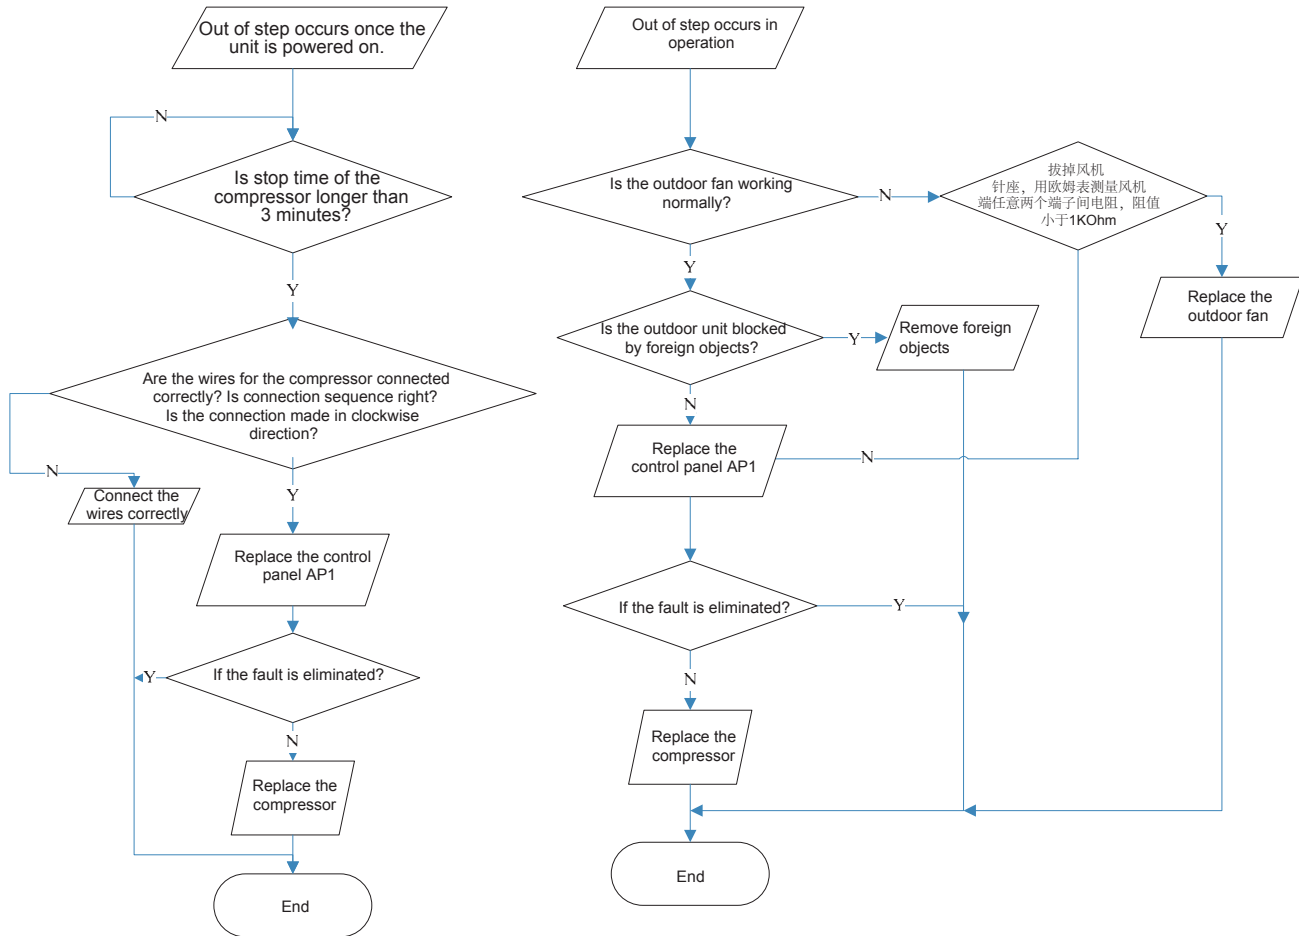 Out of step occurs once the
unit is powered on.
N
Is stop time of the
compressor longer than
3 minutes?
Y
Are the wires for the compressor connected
correctly? Is connection sequence right?
Is the connection made in clockwise
direction?
N
Connect the
wires correctly
Y
Replace the control
panel AP1
If the fault is eliminated?
Y
N
Replace the
compressor
End
Out of step occurs in
operation
Is the outdoor fan working
normally?
N
拔掉风机
针座，用欧姆表测量风机
端任意两个端子间电阻，阻值
小于1KOhm
Y
Replace the
outdoor fan
Y
Is the outdoor unit blocked
by foreign objects?
Y
Remove foreign
objects
N
Replace the
control panel AP1
N
If the fault is eliminated?
Y
N
Replace the
compressor
End